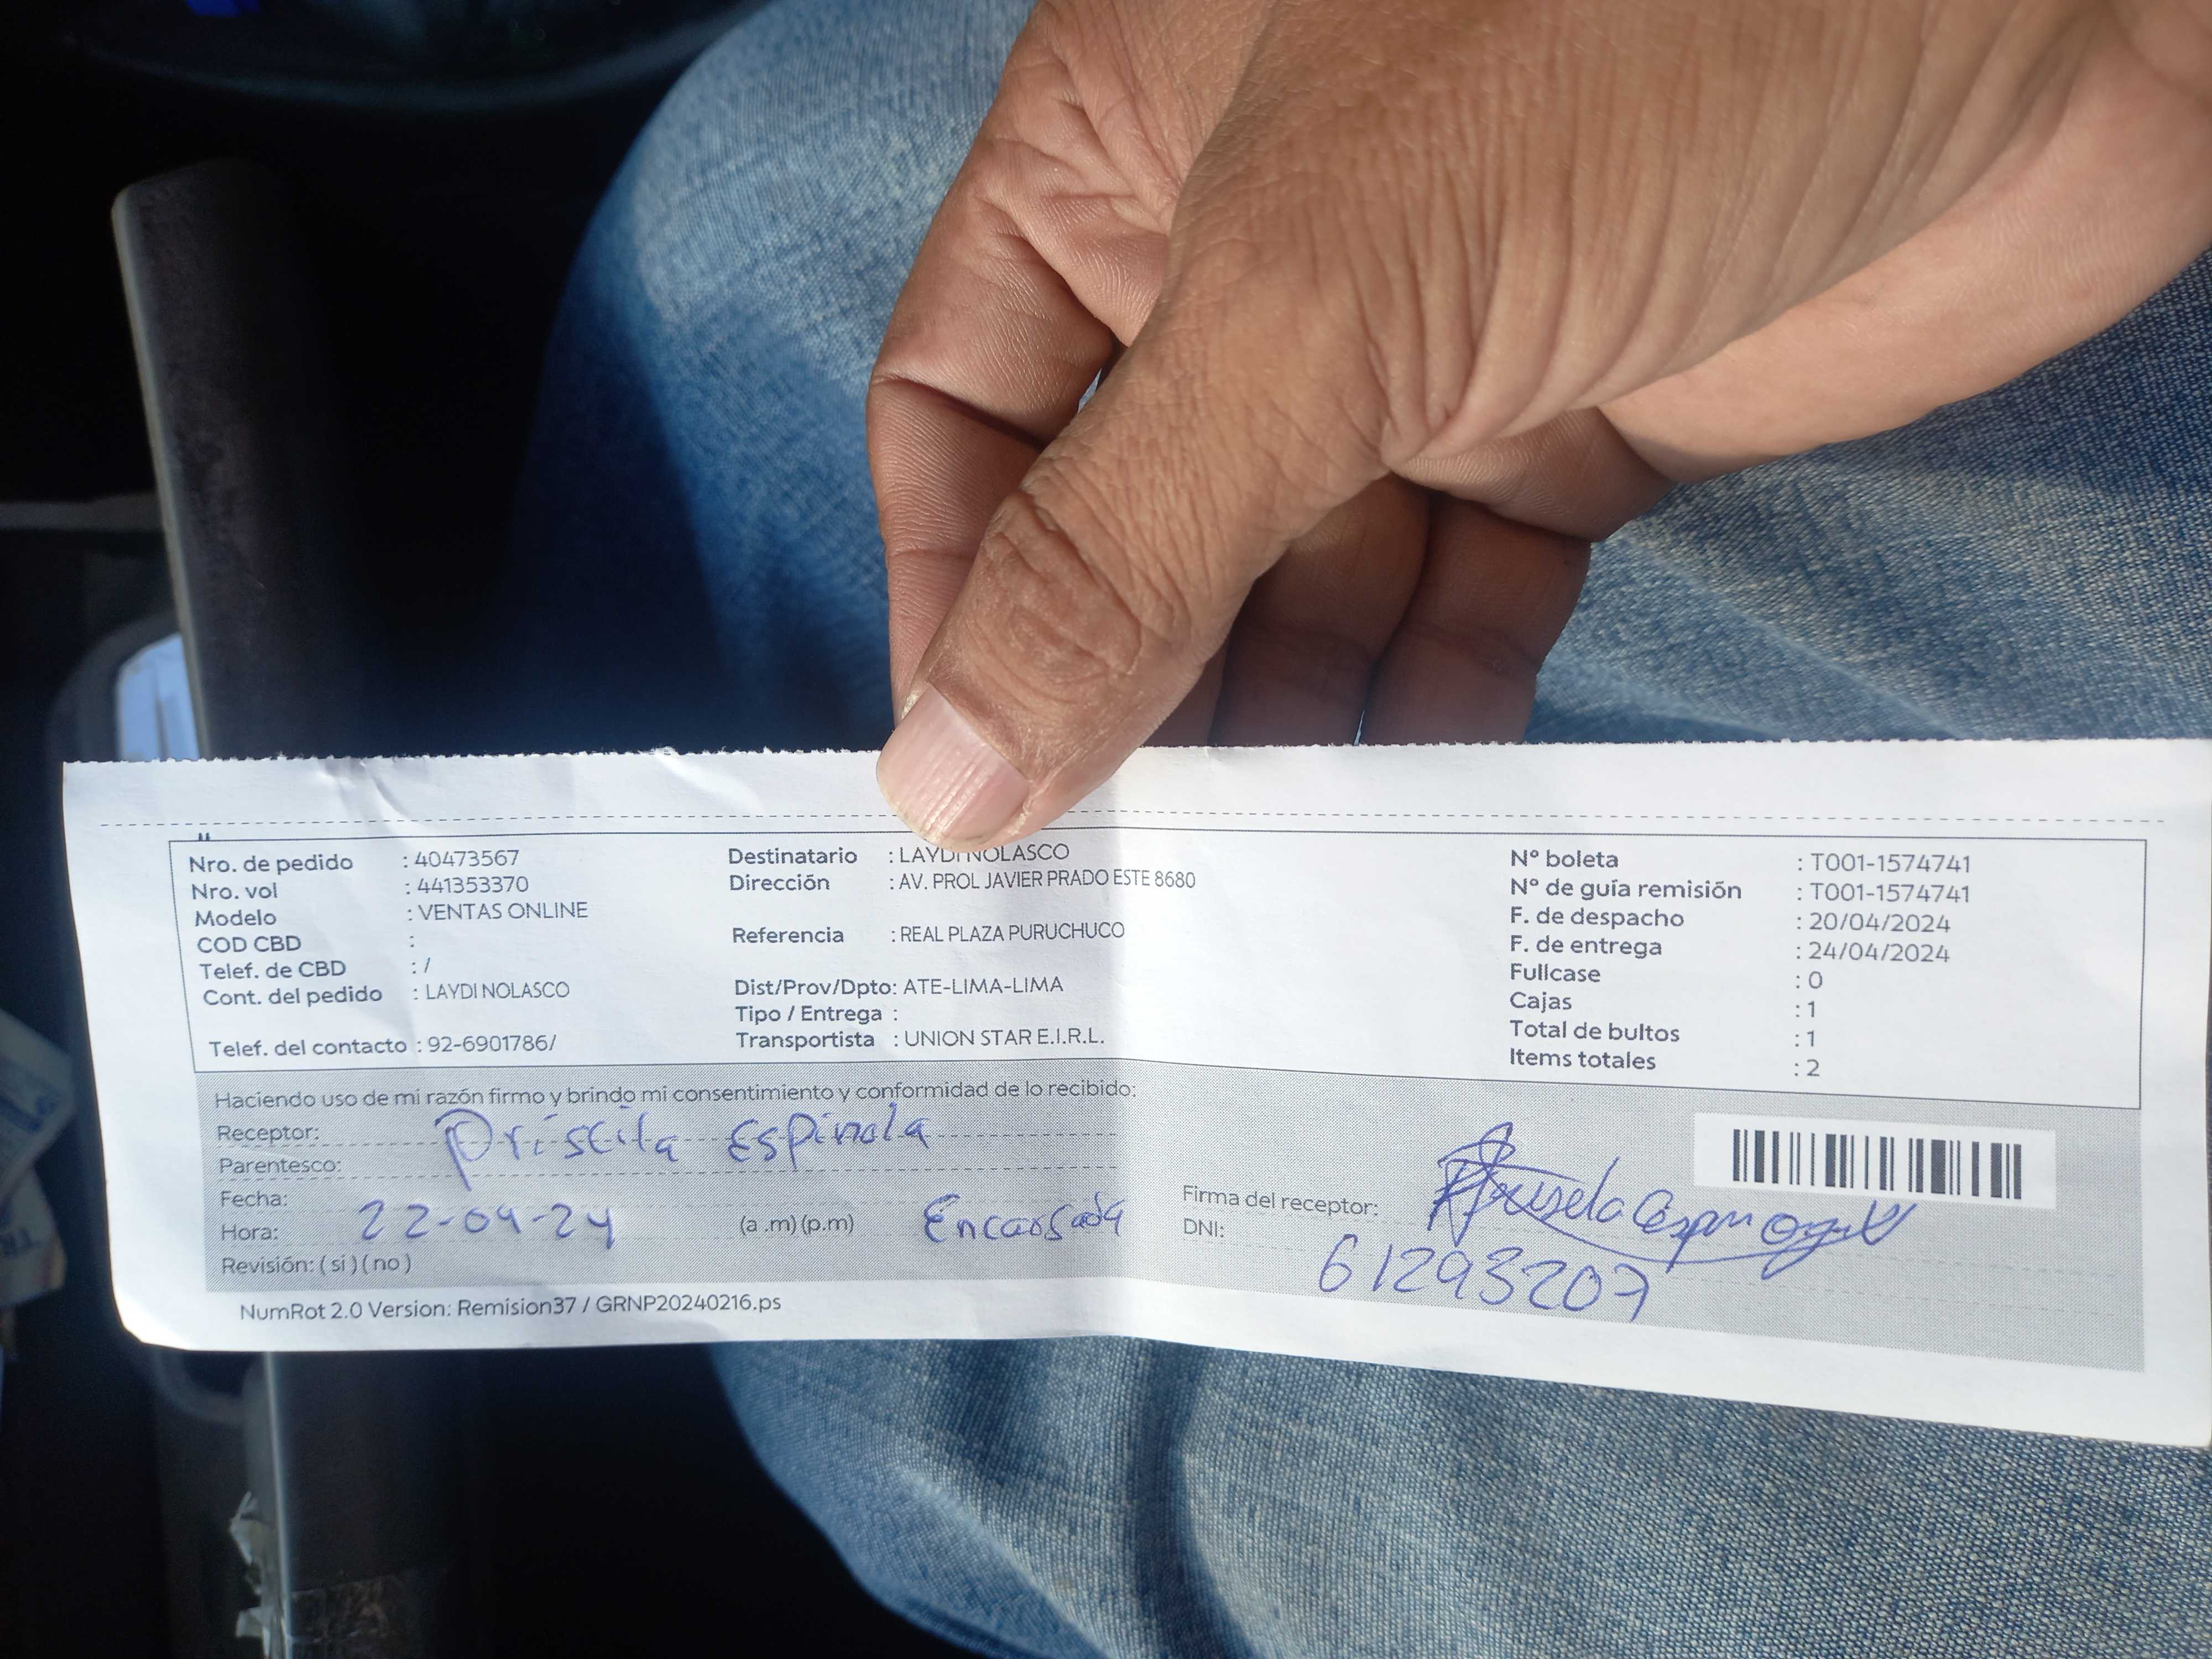 Nro. de pedido : 40473567
Nro. vol : 441353370
Modelo : VENTAS ONLINE
COD CBD :
Telef. de CBD : /
Cont. del pedido : LAYDI NOLASCO
Telef. del contacto : 92-6901786/
Destinatario : LAYDI NOLASCO
Dirección : AV. PROL JAVIER PRADO ESTE 8680
Referencia : REAL PLAZA PURUCHUCO
Dist/Prov/Dpto: ATE-LIMA-LIMA
Tipo / Entrega :
Transportista : UNION STAR E.I.R.L.
Nº boleta : T001-1574741
Nº de guía remisión : T001-1574741
F. de despacho : 20/04/2024
F. de entrega : 24/04/2024
Fullcase : 0
Cajas : 1
Total de bultos : 1
Items totales : 2
Haciendo uso de mi razón firmo y brindo mi consentimiento y conformidad de lo recibido:
Receptor: Priscila Espinola
Parentesco:
Fecha: 22-04-24
Hora: (a .m) (p.m) Encargada
Revisión: ( si ) ( no )
Firma del receptor:
DNI: 61293207
NumRot 2.0 Version: Remision37 / GRNP20240216.ps